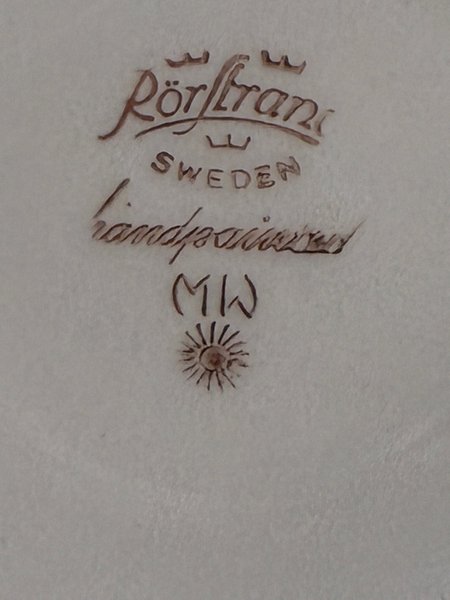 Rörstrand
SWEDEN
handpainted
MW